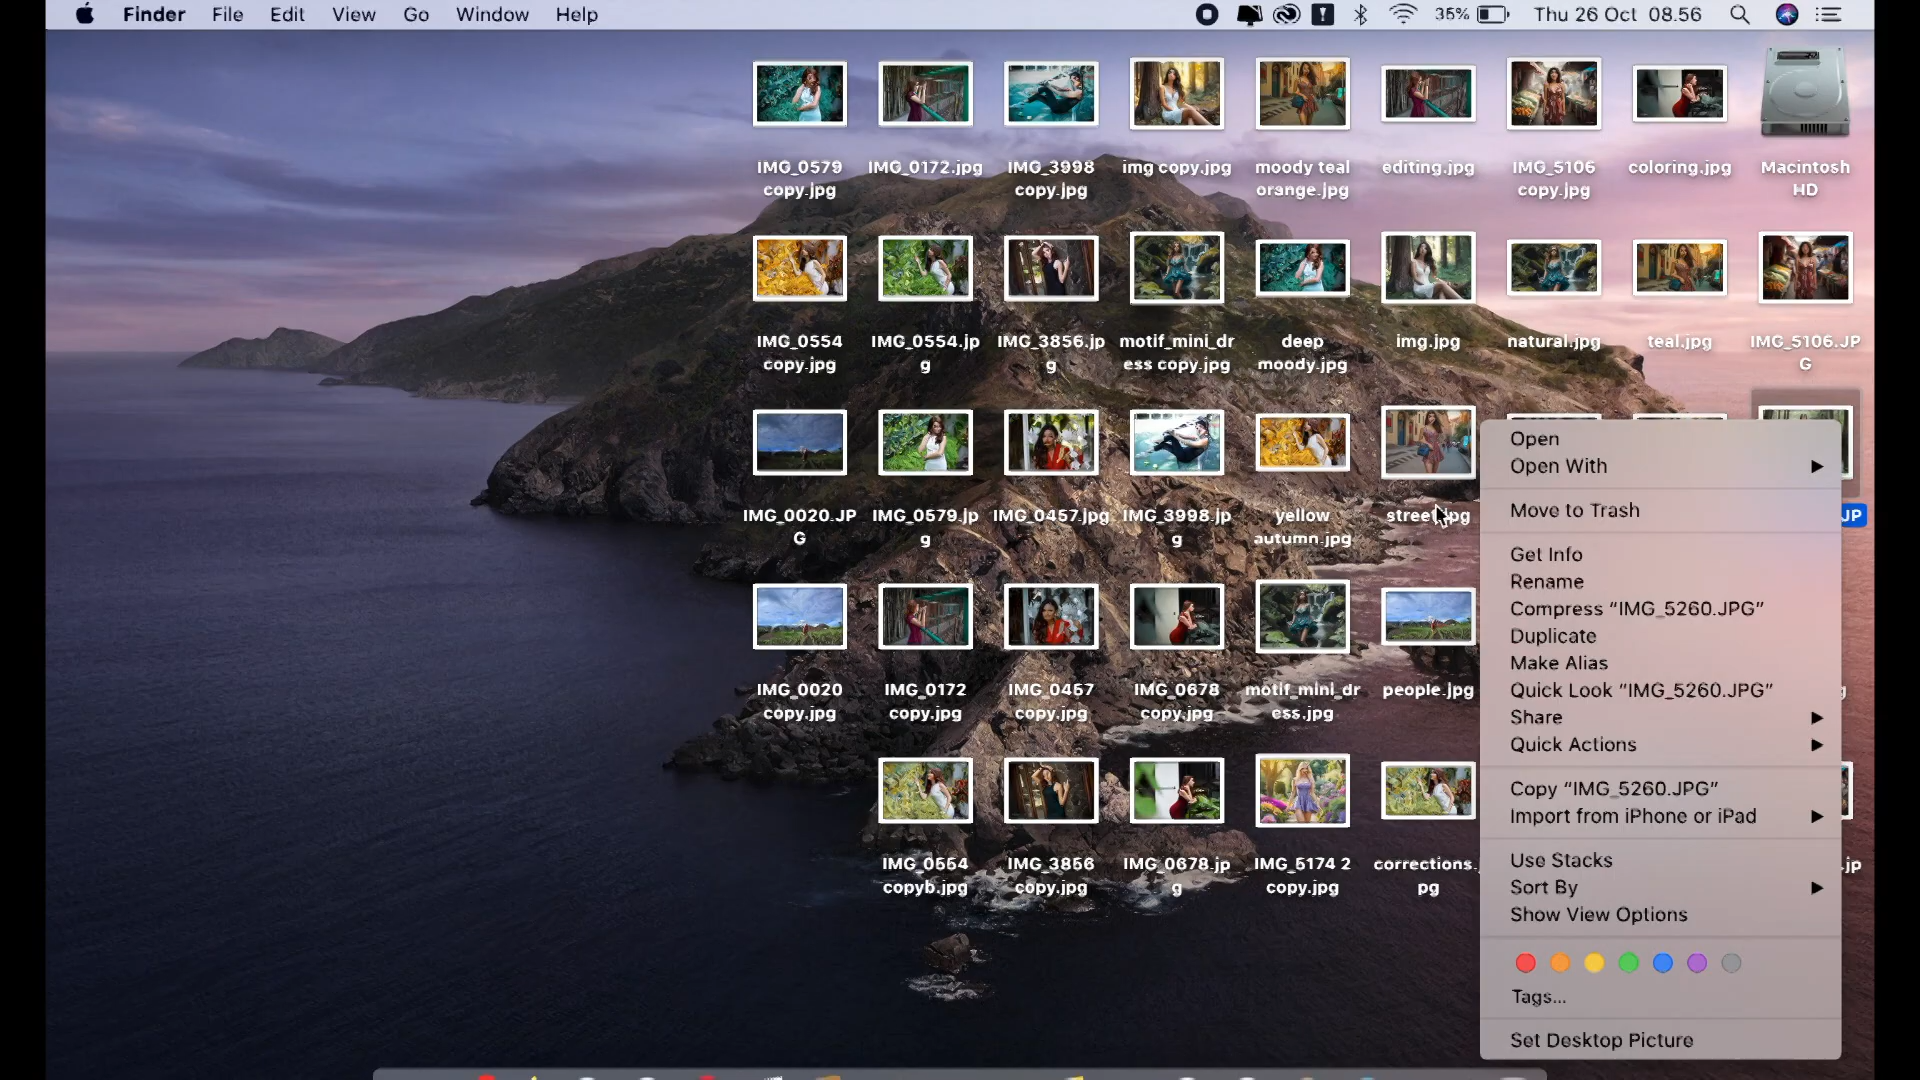 Finder File Edit View Go Window Help 35% Thu 26 Oct 08.56
IMG_0579
copy.jpg
IMG_0172.jpg
IMG_3998
copy.jpg
img copy.jpg
moody teal
orange.jpg
editing.jpg
IMG_5106
copy.jpg
coloring.jpg
Macintosh
HD
IMG_0554
copy.jpg
IMG_0554.jp
g
IMG_3856.jp
g
motif_mini_dr
ess copy.jpg
deep
moody.jpg
img.jpg
natural.jpg
teal.jpg
IMG_5106.JP
G
IMG_0020.JP
G
IMG_0579.jp
g
IMG_0457.jpg
IMG_3998.jp
g
yellow
autumn.jpg
street.jpg
JP
IMG_0020
copy.jpg
IMG_0172
copy.jpg
IMG_0457
copy.jpg
IMG_0678
copy.jpg
motif_mini_dr
ess.jpg
people.jpg
IMG_0554
copyb.jpg
IMG_3856
copy.jpg
IMG_0678.jp
g
IMG_5174 2
copy.jpg
corrections.
pg
.jp
Open
Open With
Move to Trash
Get Info
Rename
Compress “IMG_5260.JPG”
Duplicate
Make Alias
Quick Look “IMG_5260.JPG”
Share
Quick Actions
Copy “IMG_5260.JPG”
Import from iPhone or iPad
Use Stacks
Sort By
Show View Options
Tags...
Set Desktop Picture